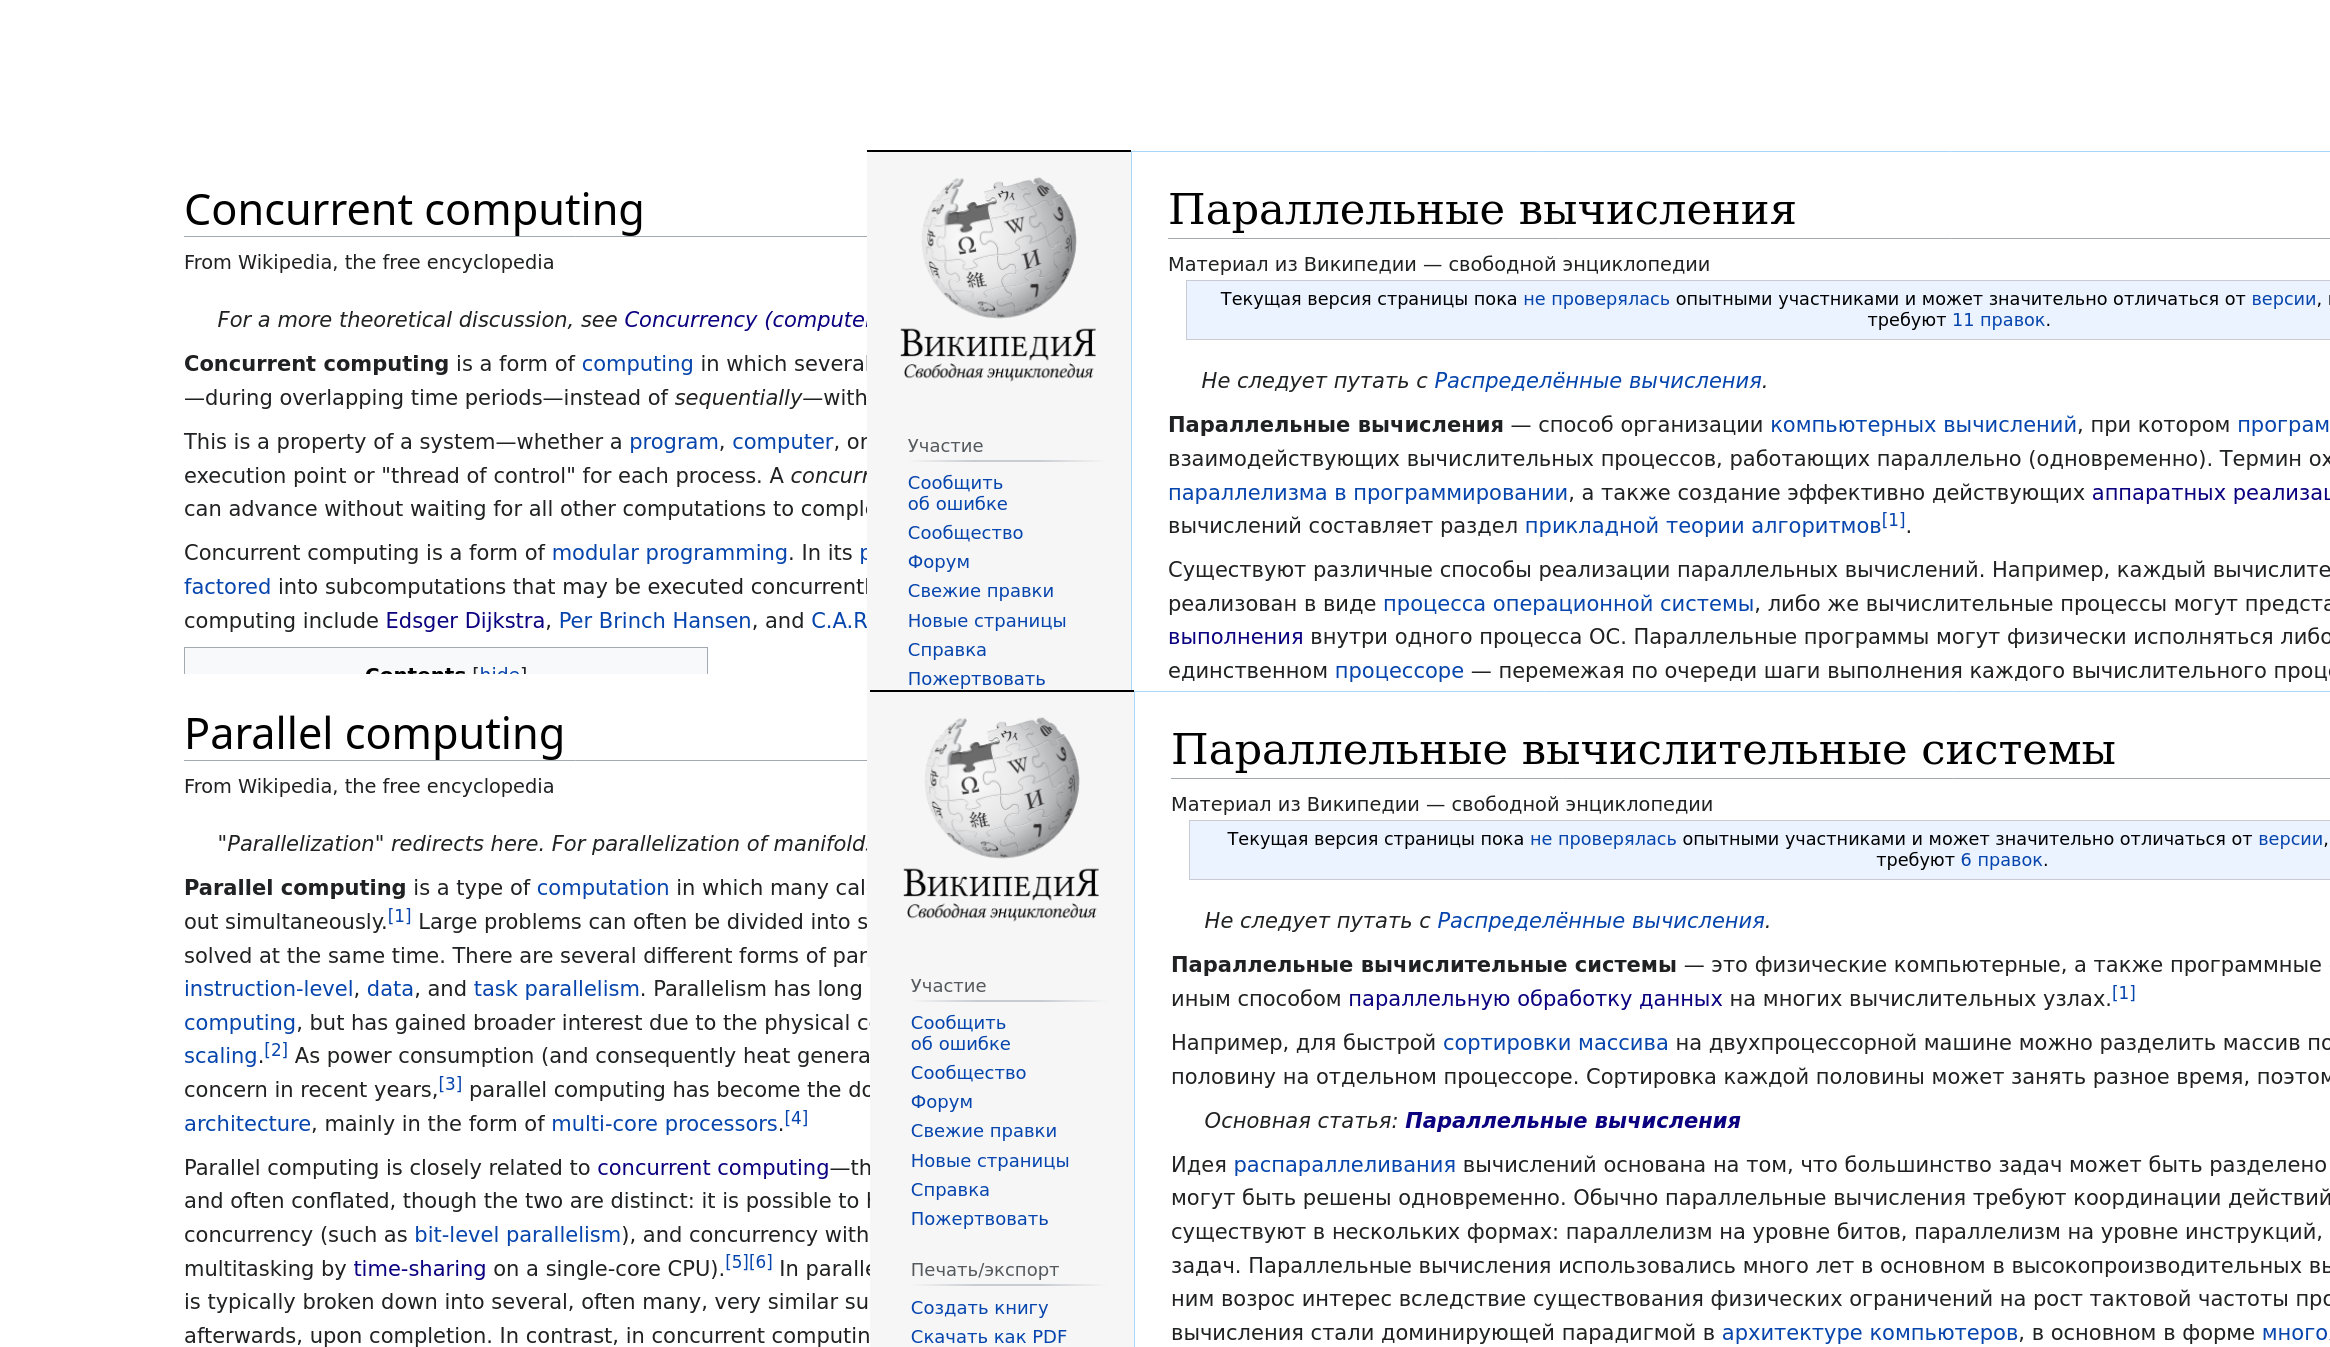 Concurrent computing
From Wikipedia, the free encyclopedia
For a more theoretical discussion, see Concurrency (computer
Concurrent computing is a form of computing in which several
—during overlapping time periods—instead of sequentially—with
This is a property of a system—whether a program, computer, or
execution point or "thread of control" for each process. A concurr
can advance without waiting for all other computations to compl
Concurrent computing is a form of modular programming. In its p
factored into subcomputations that may be executed concurrentl
computing include Edsger Dijkstra, Per Brinch Hansen, and C.A.R
Contents [hide]
ВикипедиЯ
Свободная энциклопедия
Участие
Сообщить
об ошибке
Сообщество
Форум
Свежие правки
Новые страницы
Справка
Пожертвовать
Параллельные вычисления
Материал из Википедии — свободной энциклопедии
Текущая версия страницы пока не проверялась опытными участниками и может значительно отличаться от версии,
требуют 11 правок.
Не следует путать с Распределённые вычисления.
Параллельные вычисления — способ организации компьютерных вычислений, при котором програм
взаимодействующих вычислительных процессов, работающих параллельно (одновременно). Термин ох
параллелизма в программировании, а также создание эффективно действующих аппаратных реализац
вычислений составляет раздел прикладной теории алгоритмов[1].
Существуют различные способы реализации параллельных вычислений. Например, каждый вычислите
реализован в виде процесса операционной системы, либо же вычислительные процессы могут предста
выполнения внутри одного процесса ОС. Параллельные программы могут физически исполняться либо
единственном процессоре — перемежая по очереди шаги выполнения каждого вычислительного проц
Parallel computing
From Wikipedia, the free encyclopedia
"Parallelization" redirects here. For parallelization of manifold
Parallel computing is a type of computation in which many cal
out simultaneously.[1] Large problems can often be divided into s
solved at the same time. There are several different forms of par
instruction-level, data, and task parallelism. Parallelism has long
computing, but has gained broader interest due to the physical c
scaling.[2] As power consumption (and consequently heat genera
concern in recent years,[3] parallel computing has become the do
architecture, mainly in the form of multi-core processors.[4]
Parallel computing is closely related to concurrent computing—th
and often conflated, though the two are distinct: it is possible to
concurrency (such as bit-level parallelism), and concurrency with
multitasking by time-sharing on a single-core CPU).[5][6] In paralle
is typically broken down into several, often many, very similar su
afterwards, upon completion. In contrast, in concurrent computin
ВикипедиЯ
Свободная энциклопедия
Участие
Сообщить
об ошибке
Сообщество
Форум
Свежие правки
Новые страницы
Справка
Пожертвовать
Печать/экспорт
Создать книгу
Скачать как PDF
Параллельные вычислительные системы
Материал из Википедии — свободной энциклопедии
Текущая версия страницы пока не проверялась опытными участниками и может значительно отличаться от версии,
требуют 6 правок.
Не следует путать с Распределённые вычисления.
Параллельные вычислительные системы — это физические компьютерные, а также программные
иным способом параллельную обработку данных на многих вычислительных узлах.[1]
Например, для быстрой сортировки массива на двухпроцессорной машине можно разделить массив по
половину на отдельном процессоре. Сортировка каждой половины может занять разное время, поэтом
Основная статья: Параллельные вычисления
Идея распараллеливания вычислений основана на том, что большинство задач может быть разделено
могут быть решены одновременно. Обычно параллельные вычисления требуют координации действий
существуют в нескольких формах: параллелизм на уровне битов, параллелизм на уровне инструкций,
задач. Параллельные вычисления использовались много лет в основном в высокопроизводительных вы
ним возрос интерес вследствие существования физических ограничений на рост тактовой частоты про
вычисления стали доминирующей парадигмой в архитектуре компьютеров, в основном в форме много